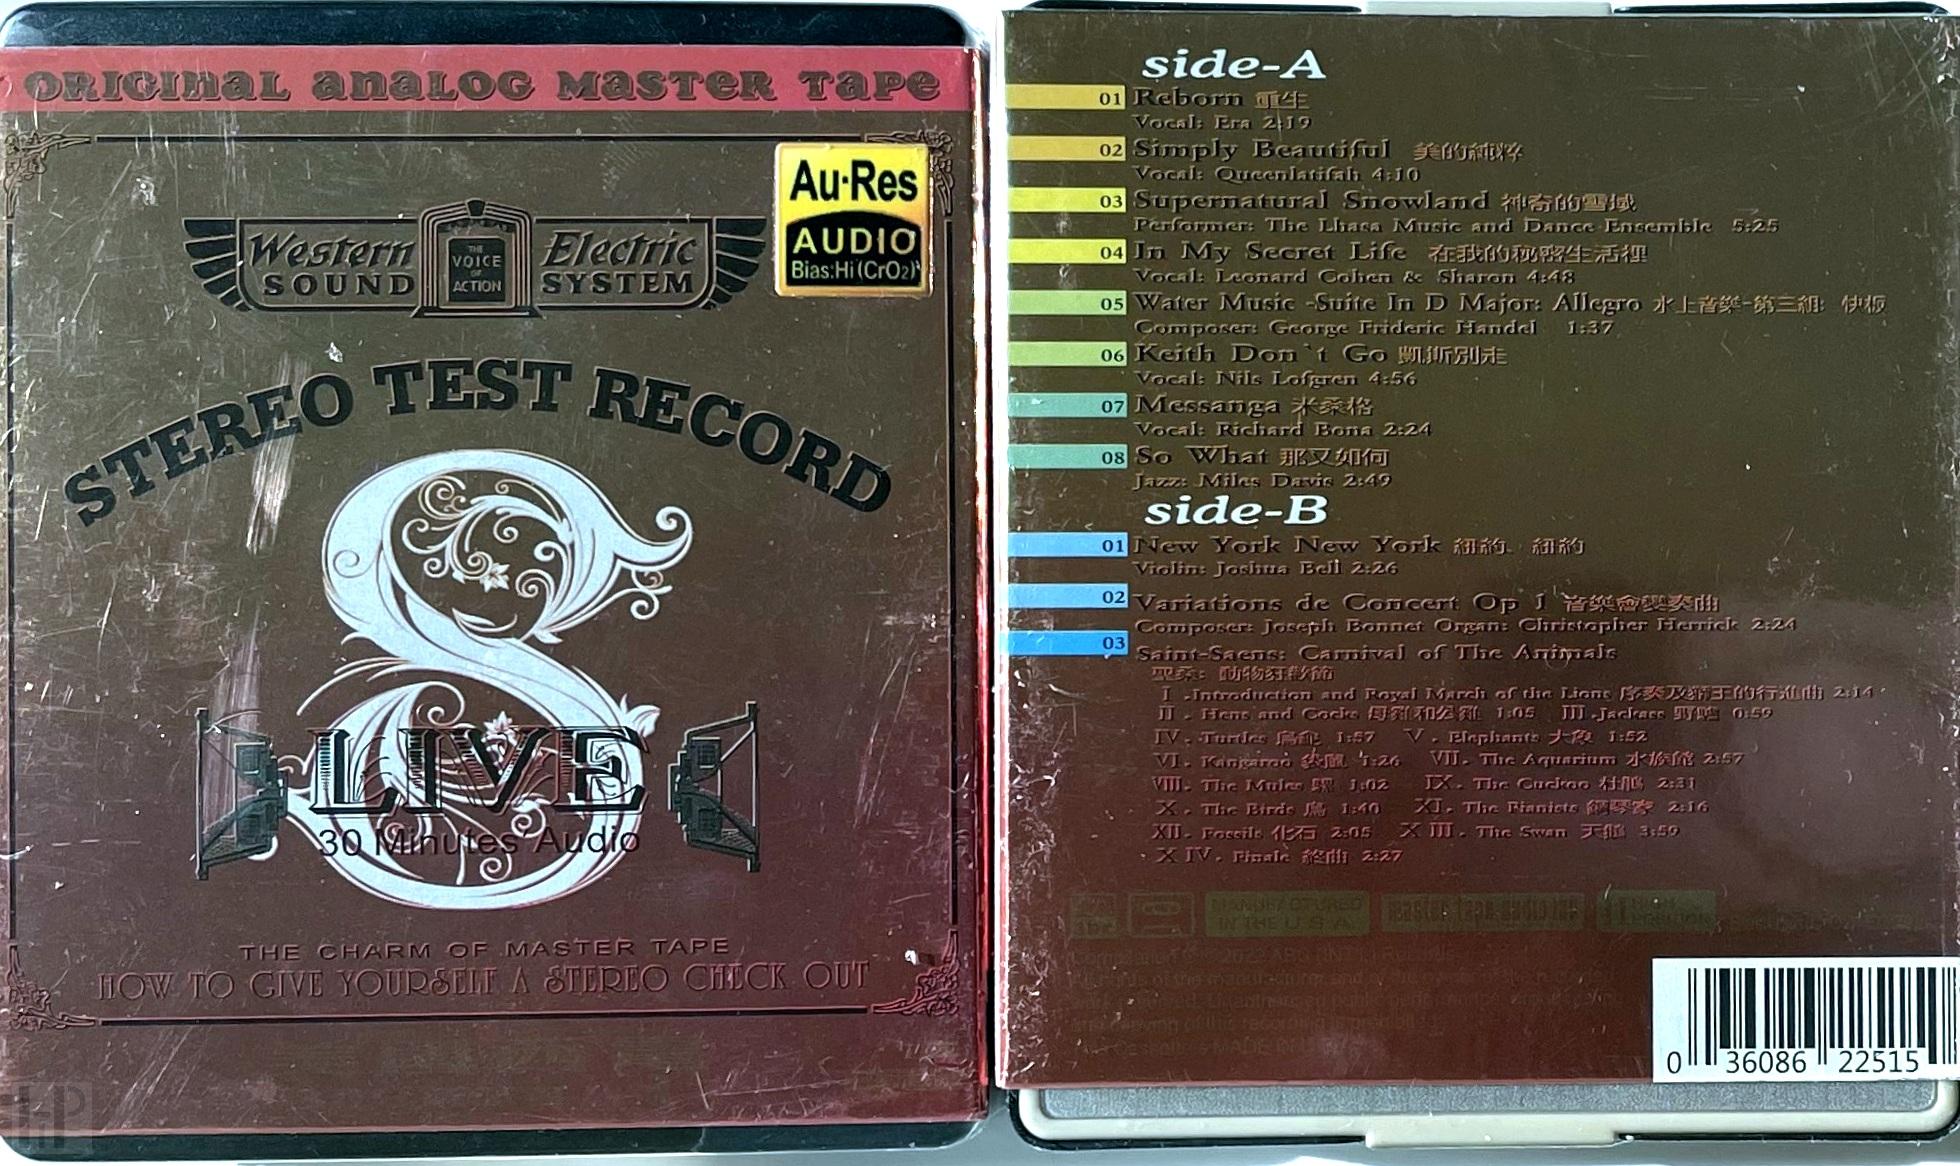 ORIGINAL ANALOG MASTER TAPE
Au·Res
AUDIO
Bias:Hi(CrO2)
Western Electric
SOUND SYSTEM
THE
VOICE
OF
ACTION
STEREO TEST RECORD
S
LIVE
30 Minutes' Audio
THE CHARM OF MASTER TAPE
HOW TO GIVE YOURSELF A STEREO CHECK OUT
side-A
01 Reborn 重生
Vocal: Era 2:19
02 Simply Beautiful 美的純粹
Vocal: Queenlatifah 4:10
03 Supernatural Snowland 神奇的雪域
Performer: The Lhasa Music and Dance Ensemble 5:25
04 In My Secret Life 在我的秘密生活裡
Vocal: Leonard Cohen & Sharon 4:48
05 Water Music -Suite In D Major: Allegro 水上音樂-第三組: 快板
Composer: George Frideric Handel 1:37
06 Keith Don`t Go 凱斯別走
Vocal: Nils Lofgren 4:56
07 Messanga 米桑格
Vocal: Richard Bona 2:24
08 So What 那又如何
Jazz: Miles Davis 2:49
side-B
01 New York New York 紐約、紐約
Violin: Joshua Bell 2:26
02 Variations de Concert Op 1 音樂會變奏曲
Composer: Joseph Bonnet Organ: Christopher Herrick 2:24
03 Saint-Saens: Carnival of The Animals
聖桑: 動物狂歡節
I .Introduction and Royal March of the Lions 序奏及獅王的行進曲 2:14
II . Hens and Cocks 母雞和公雞 1:05 III.Jackass 野驢 0:59
IV . Turtles 烏龜 1:57 V . Elephants 大象 1:52
VI . Kangaroo 袋鼠 1:26 VII . The Aquarium 水族館 2:57
VIII . The Mules 騾 1:02 IX . The Cuckoo 杜鵑 2:31
X . The Birds 鳥 1:40 XI . The Pianists 鋼琴家 2:16
XII . Fossils 化石 2:05 XIII . The Swan 天鵝 3:59
XIV . Finale 終曲 2:27
MANUFACTURED
IN THE U.S.A.
HIGH
POSITION
0 36086 22515
HP